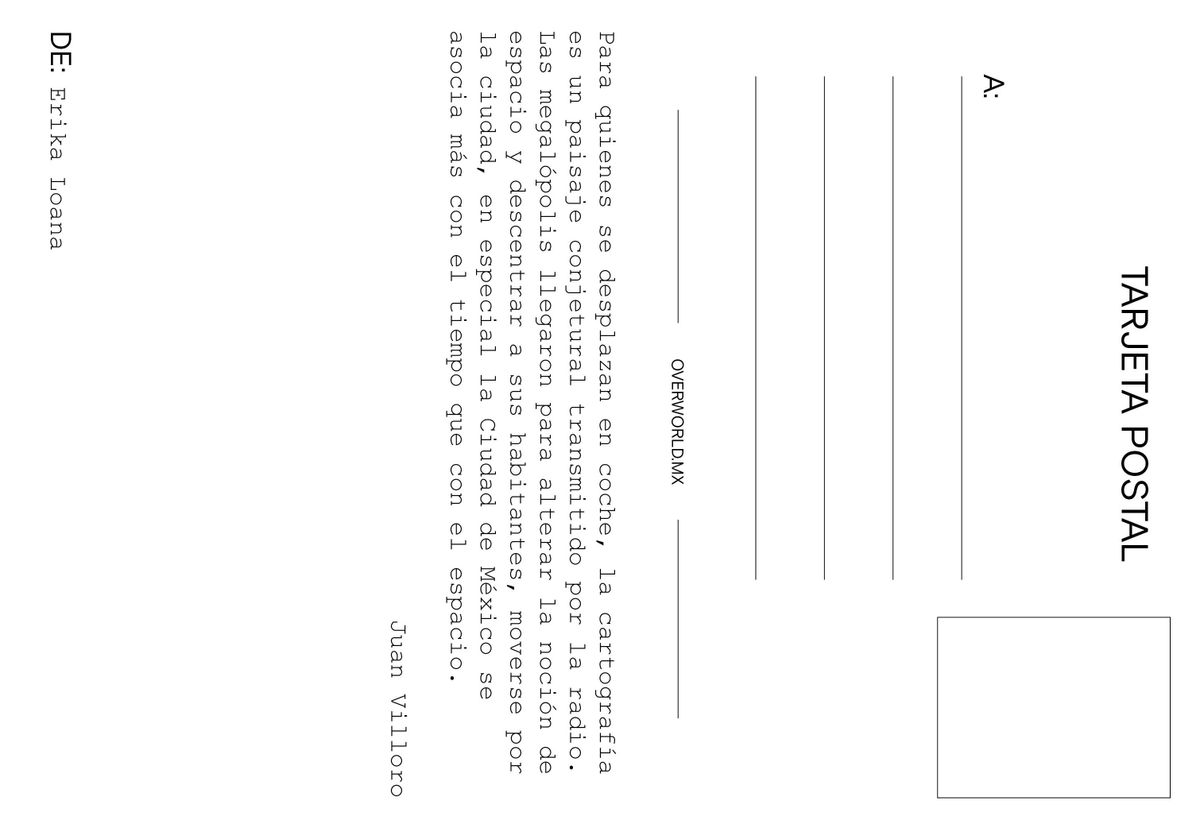 TARJETA POSTAL
A:
OVERWORLD.MX
Para quienes se desplazan en coche, la cartografía
es un paisaje conjetural transmitido por la radio.
Las megalópolis llegaron para alterar la noción de
espacio y descentrar a sus habitantes, moverse por
la ciudad, en especial la Ciudad de México se
asocia más con el tiempo que con el espacio.
Juan Villoro
DE: Erika Loana